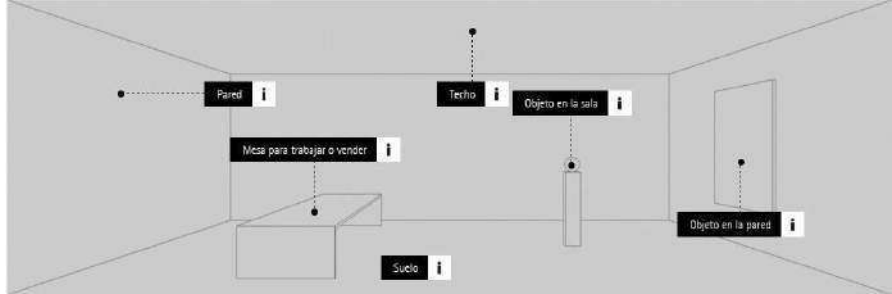 Pared i
Techo i
Objeto en la sala i
Mesa para trabajar o vender i
Objeto en la pared i
Suelo i